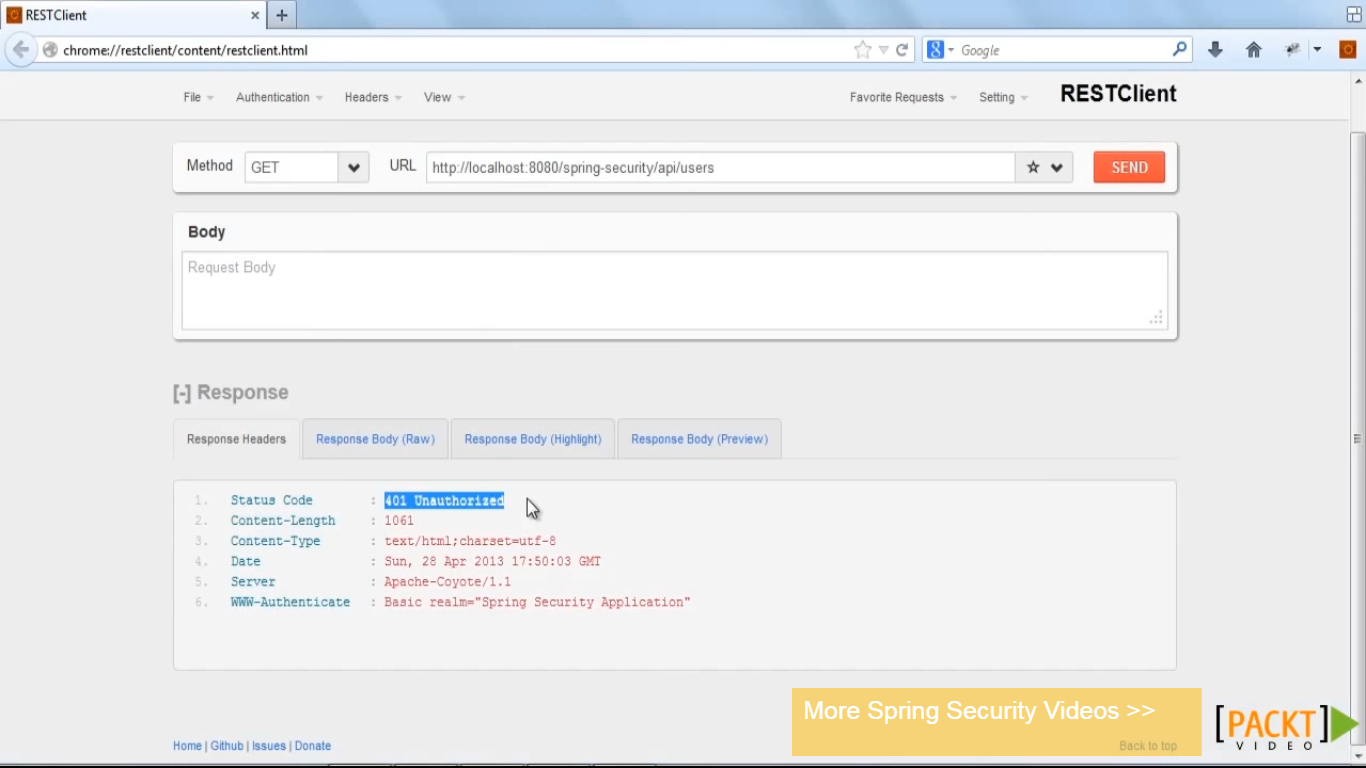 RESTClient
chrome://restclient/content/restclient.html
Google
File Authentication Headers View Favorite Requests Setting RESTClient
Method GET URL http://localhost:8080/spring-security/api/users SEND
Body
Request Body
[-] Response
Response Headers Response Body (Raw) Response Body (Highlight) Response Body (Preview)
1. Status Code : 401 Unauthorized
2. Content-Length : 1061
3. Content-Type : text/html;charset=utf-8
4. Date : Sun, 28 Apr 2013 17:50:03 GMT
5. Server : Apache-Coyote/1.1
6. WWW-Authenticate : Basic realm="Spring Security Application"
More Spring Security Videos >>
[PACKT]
VIDEO
Home | Github | Issues | Donate Back to top